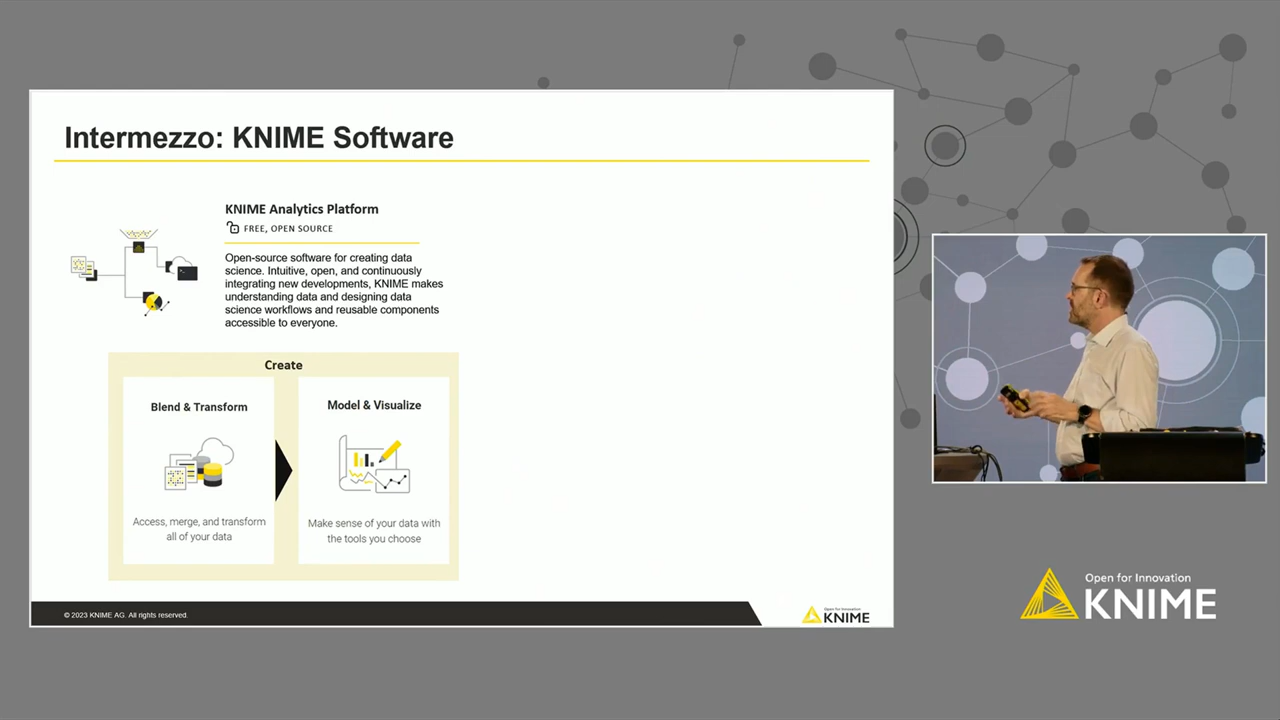 Intermezzo: KNIME Software
KNIME Analytics Platform
FREE, OPEN SOURCE
Open-source software for creating data
science. Intuitive, open, and continuously
integrating new developments, KNIME makes
understanding data and designing data
science workflows and reusable components
accessible to everyone.
Create
Blend & Transform
Access, merge, and transform
all of your data
Model & Visualize
Make sense of your data with
the tools you choose
© 2023 KNIME AG. All rights reserved.
Open for Innovation
KNIME
Open for Innovation
KNIME